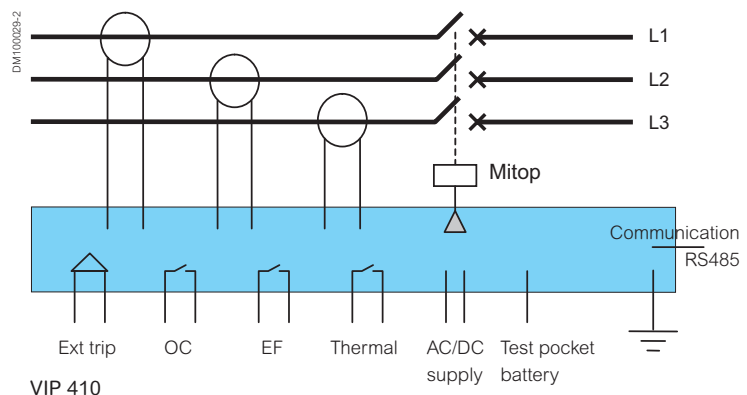 DM100029-2
L1
L2
L3
Mitop
Communication
RS485
Ext trip
OC
EF
Thermal
AC/DC
supply
Test pocket
battery
VIP 410